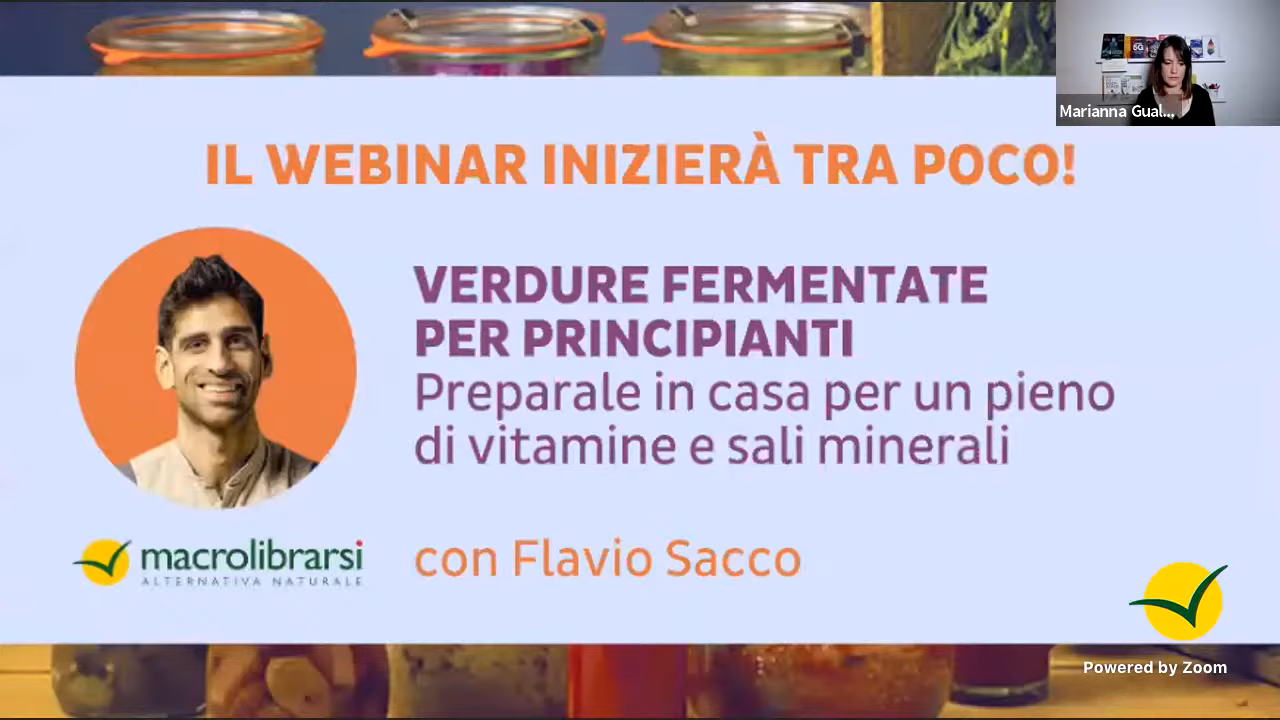 Marianna Gual...
IL WEBINAR INIZIERÀ TRA POCO!
VERDURE FERMENTATE
PER PRINCIPIANTI
Preparale in casa per un pieno
di vitamine e sali minerali
macrolibrarsi
ALTERNATIVA NATURALE
con Flavio Sacco
Powered by Zoom